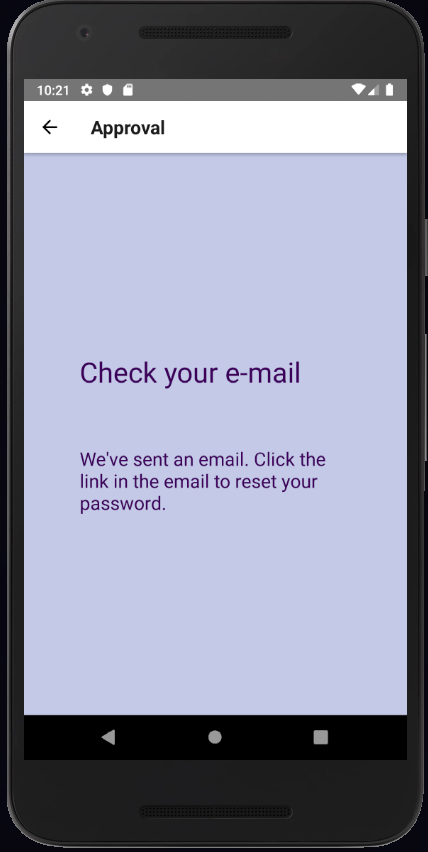 10:21
Approval
Check your e-mail
We've sent an email. Click the
link in the email to reset your
password.